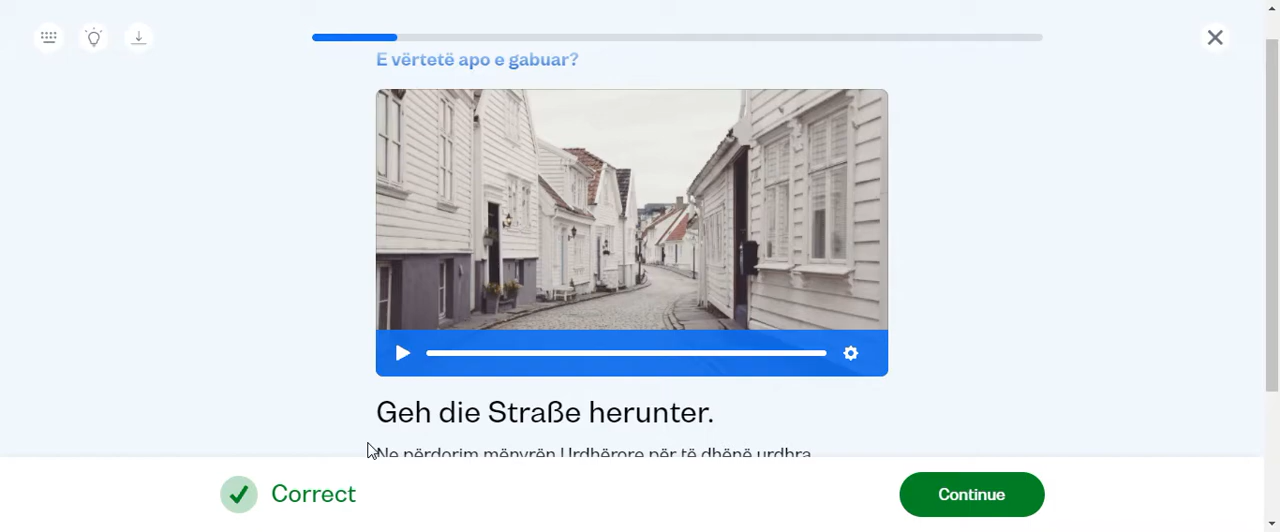 E vërtetë apo e gabuar?
Geh die Straße herunter.
Ne përdorim mënyrën Urdhërore për të dhënë urdhra
Correct
Continue